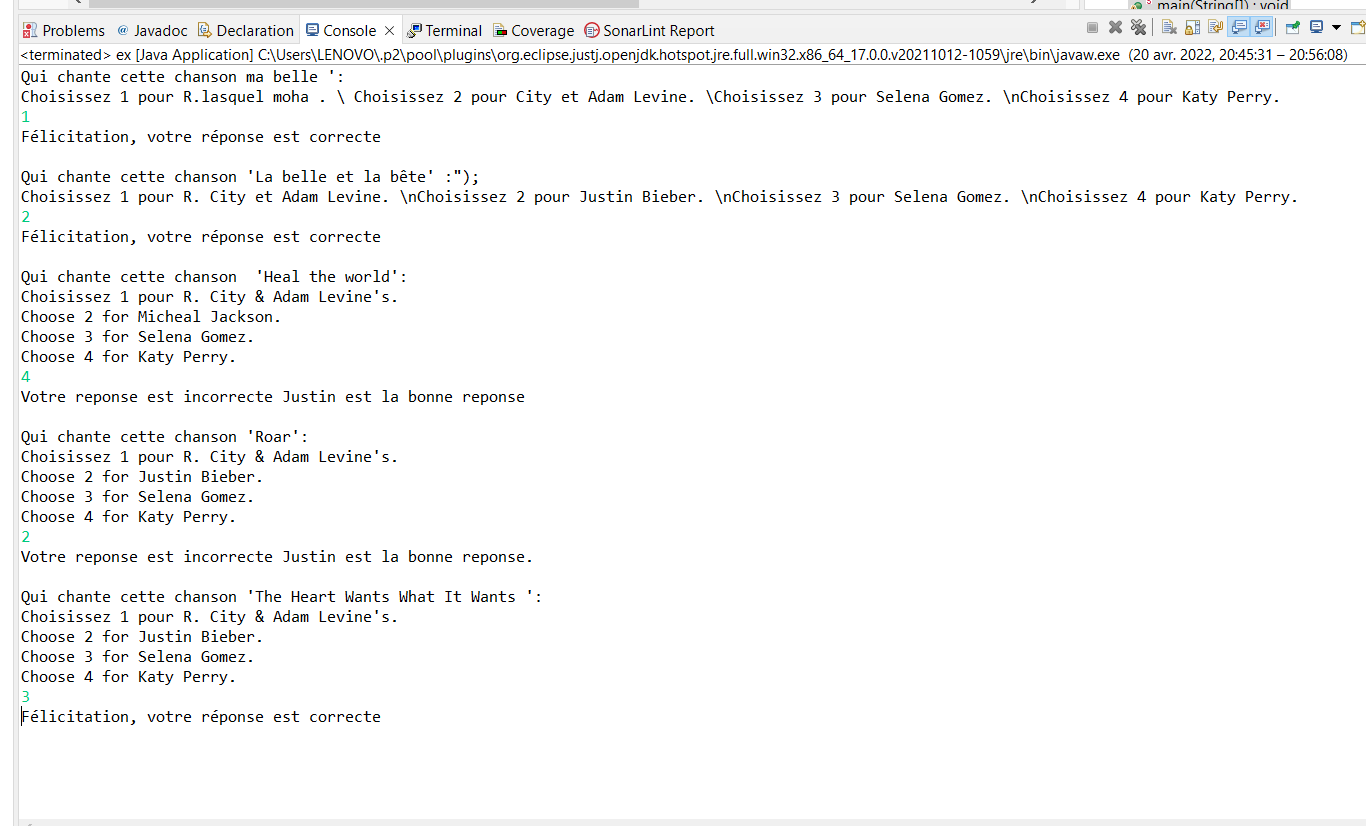 main(String[]) : void
Problems @ Javadoc Declaration Console Terminal Coverage SonarLint Report
<terminated> ex [Java Application] C:\Users\LENOVO\.p2\pool\plugins\org.eclipse.justj.openjdk.hotspot.jre.full.win32.x86_64_17.0.0.v20211012-1059\jre\bin\javaw.exe (20 avr. 2022, 20:45:31 – 20:56:08)
Qui chante cette chanson ma belle ':
Choisissez 1 pour R.lasquel moha . \ Choisissez 2 pour City et Adam Levine. \Choisissez 3 pour Selena Gomez. \nChoisissez 4 pour Katy Perry.
1
Félicitation, votre réponse est correcte
Qui chante cette chanson 'La belle et la bête' :");
Choisissez 1 pour R. City et Adam Levine. \nChoisissez 2 pour Justin Bieber. \nChoisissez 3 pour Selena Gomez. \nChoisissez 4 pour Katy Perry.
2
Félicitation, votre réponse est correcte
Qui chante cette chanson  'Heal the world':
Choisissez 1 pour R. City & Adam Levine's.
Choose 2 for Micheal Jackson.
Choose 3 for Selena Gomez.
Choose 4 for Katy Perry.
4
Votre reponse est incorrecte Justin est la bonne reponse
Qui chante cette chanson 'Roar':
Choisissez 1 pour R. City & Adam Levine's.
Choose 2 for Justin Bieber.
Choose 3 for Selena Gomez.
Choose 4 for Katy Perry.
2
Votre reponse est incorrecte Justin est la bonne reponse.
Qui chante cette chanson 'The Heart Wants What It Wants ':
Choisissez 1 pour R. City & Adam Levine's.
Choose 2 for Justin Bieber.
Choose 3 for Selena Gomez.
Choose 4 for Katy Perry.
3
Félicitation, votre réponse est correcte